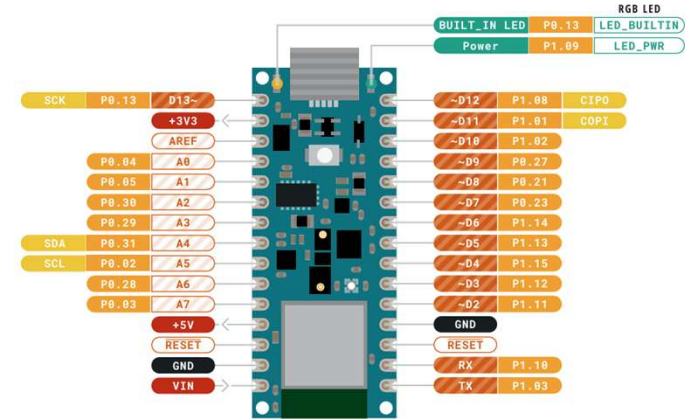 RGB LED
BUILT_IN LED P0.13 LED_BUILTIN
Power P1.09 LED_PWR
SCK P0.13 D13~
+3V3
AREF
P0.04 A0
P0.05 A1
P0.30 A2
P0.29 A3
SDA P0.31 A4
SCL P0.02 A5
P0.28 A6
P0.03 A7
+5V
RESET
GND
VIN
~D12 P1.08 CIPO
~D11 P1.01 COPI
~D10 P1.02
~D9 P0.27
~D8 P0.21
~D7 P0.23
~D6 P1.14
~D5 P1.13
~D4 P1.15
~D3 P1.12
~D2 P1.11
GND
RESET
RX P1.10
TX P1.03